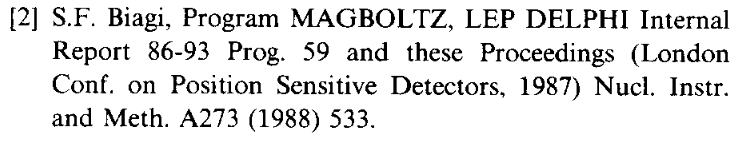 [2] S.F. Biagi, Program MAGBOLTZ, LEP DELPHI Internal
Report 86-93 Prog. 59 and these Proceedings (London
Conf. on Position Sensitive Detectors, 1987) Nucl. Instr.
and Meth. A273 (1988) 533.